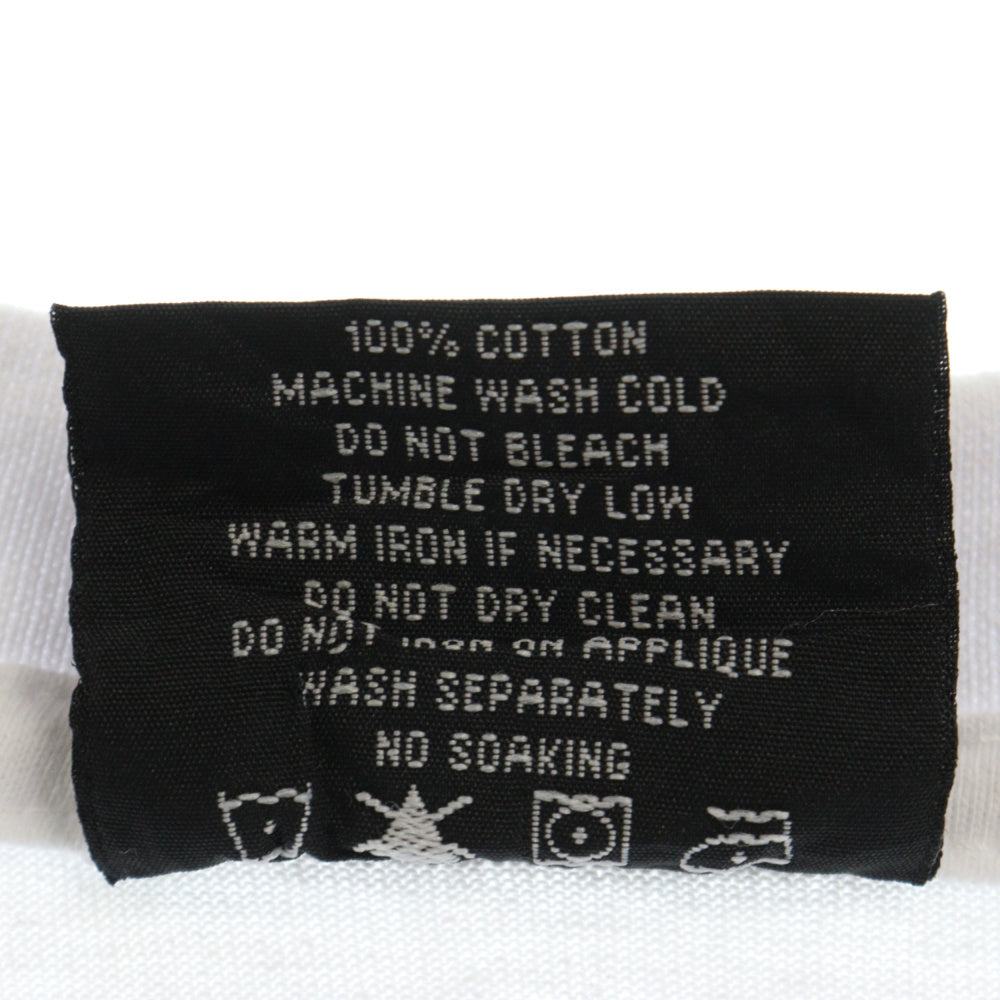 100% COTTON
MACHINE WASH COLD
DO NOT BLEACH
TUMBLE DRY LOW
WARM IRON IF NECESSARY
DO NOT DRY CLEAN
DO NOT IRON ON APPLIQUE
WASH SEPARATELY
NO SOAKING